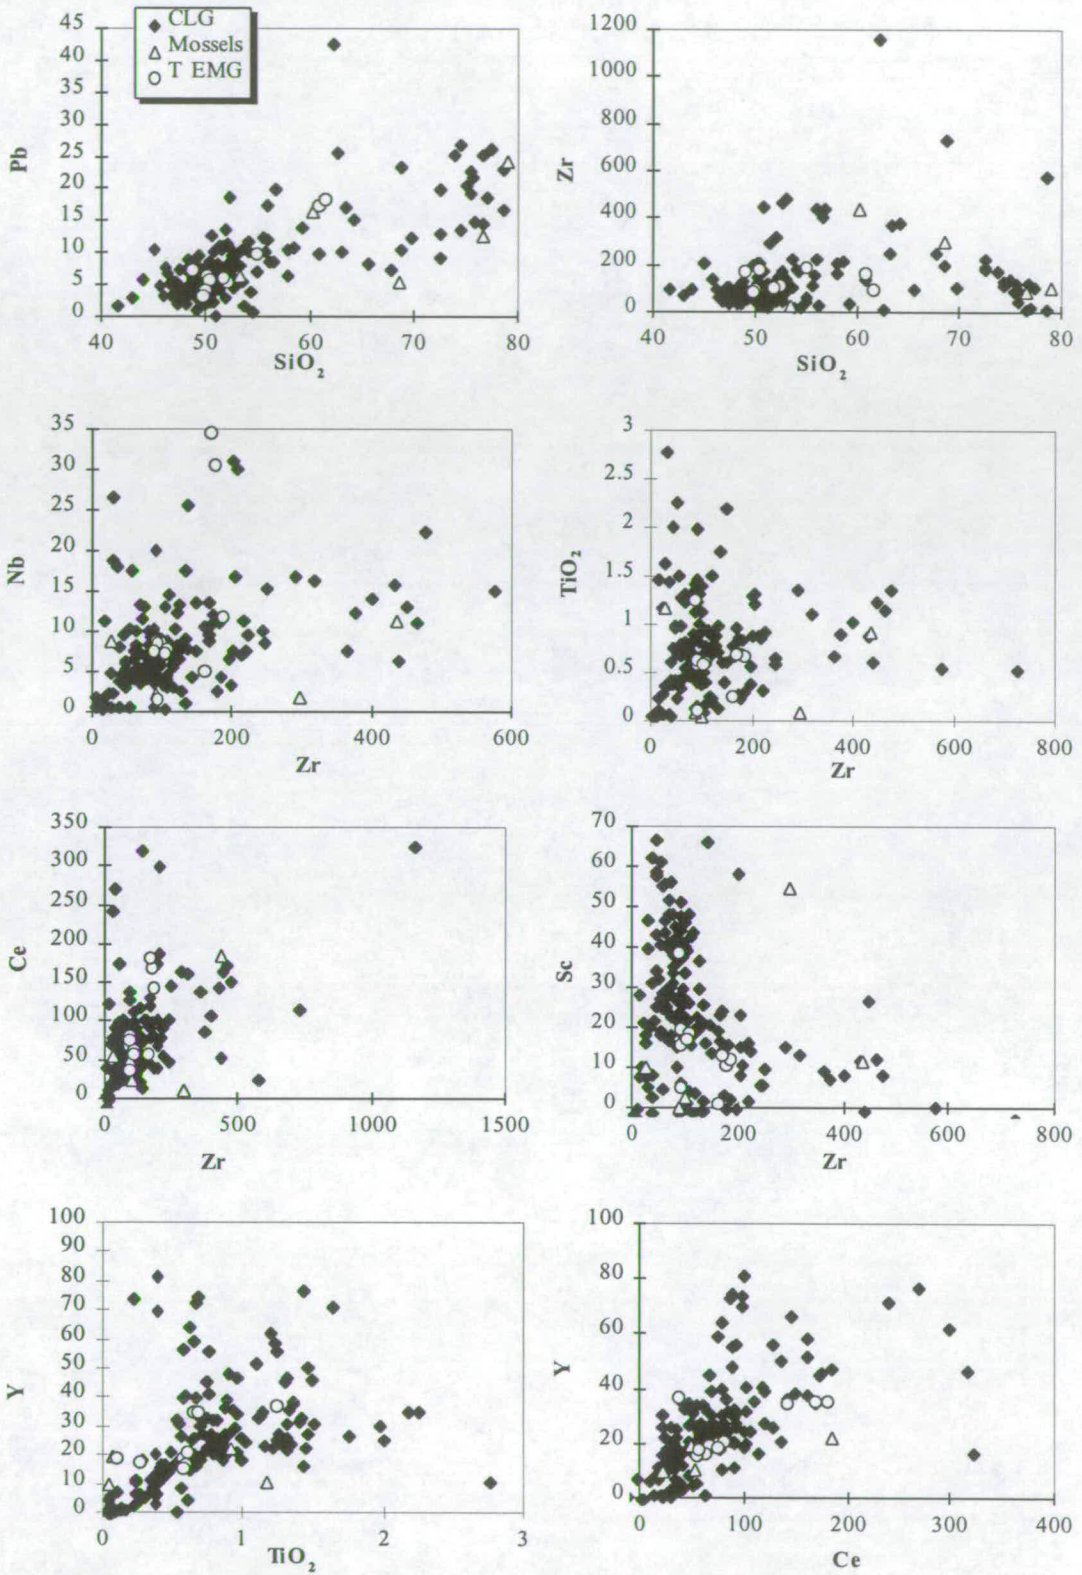 CLG
Mossels
T EMG
45
40
35
30
25
20
15
10
5
0
Pb
40 50 60 70 80
SiO2
1200
1000
800
600
400
200
0
Zr
40 50 60 70 80
SiO2
35
30
25
20
15
10
5
0
Nb
0 200 400 600
Zr
3
2.5
2
1.5
1
0.5
0
TiO2
0 200 400 600 800
Zr
350
300
250
200
150
100
50
0
Ce
0 500 1000 1500
Zr
70
60
50
40
30
20
10
0
Sc
0 200 400 600 800
Zr
100
90
80
70
60
50
40
30
20
10
0
Y
0 1 2 3
TiO2
100
80
60
40
20
0
Y
0 100 200 300 400
Ce